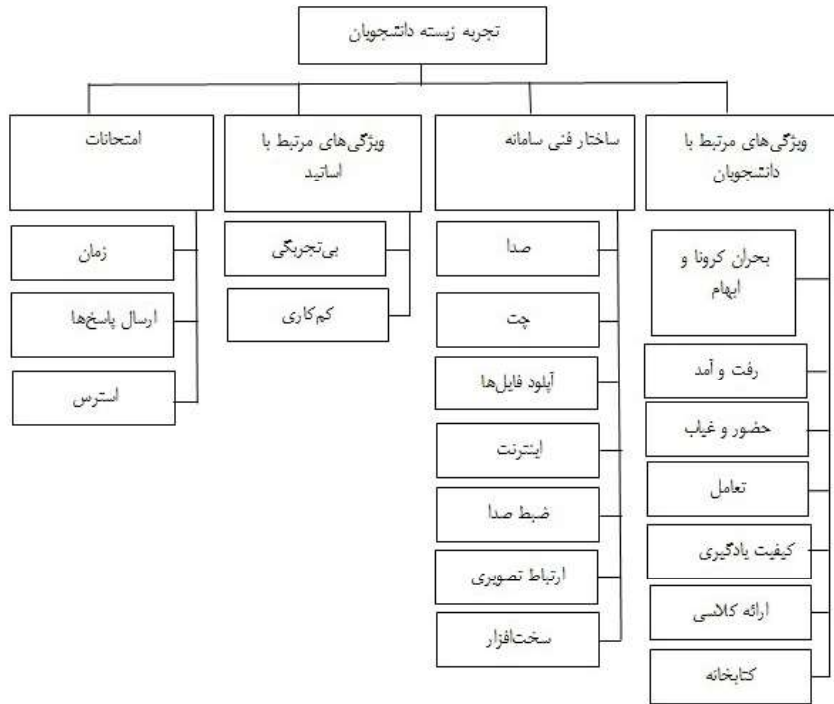 تجربه زیسته دانشجویان
ویژگی‌های مرتبط با
دانشجویان
بحران کرونا و
ابهام
رفت و آمد
حضور و غیاب
تعامل
کیفیت یادگیری
ارائه کلاسی
کتابخانه
ساختار فنی سامانه
صدا
چت
آپلود فایل‌ها
اینترنت
ضبط صدا
ارتباط تصویری
سخت‌افزار
ویژگی‌های مرتبط با
اساتید
بی‌تجربگی
کم‌کاری
امتحانات
زمان
ارسال پاسخ‌ها
استرس